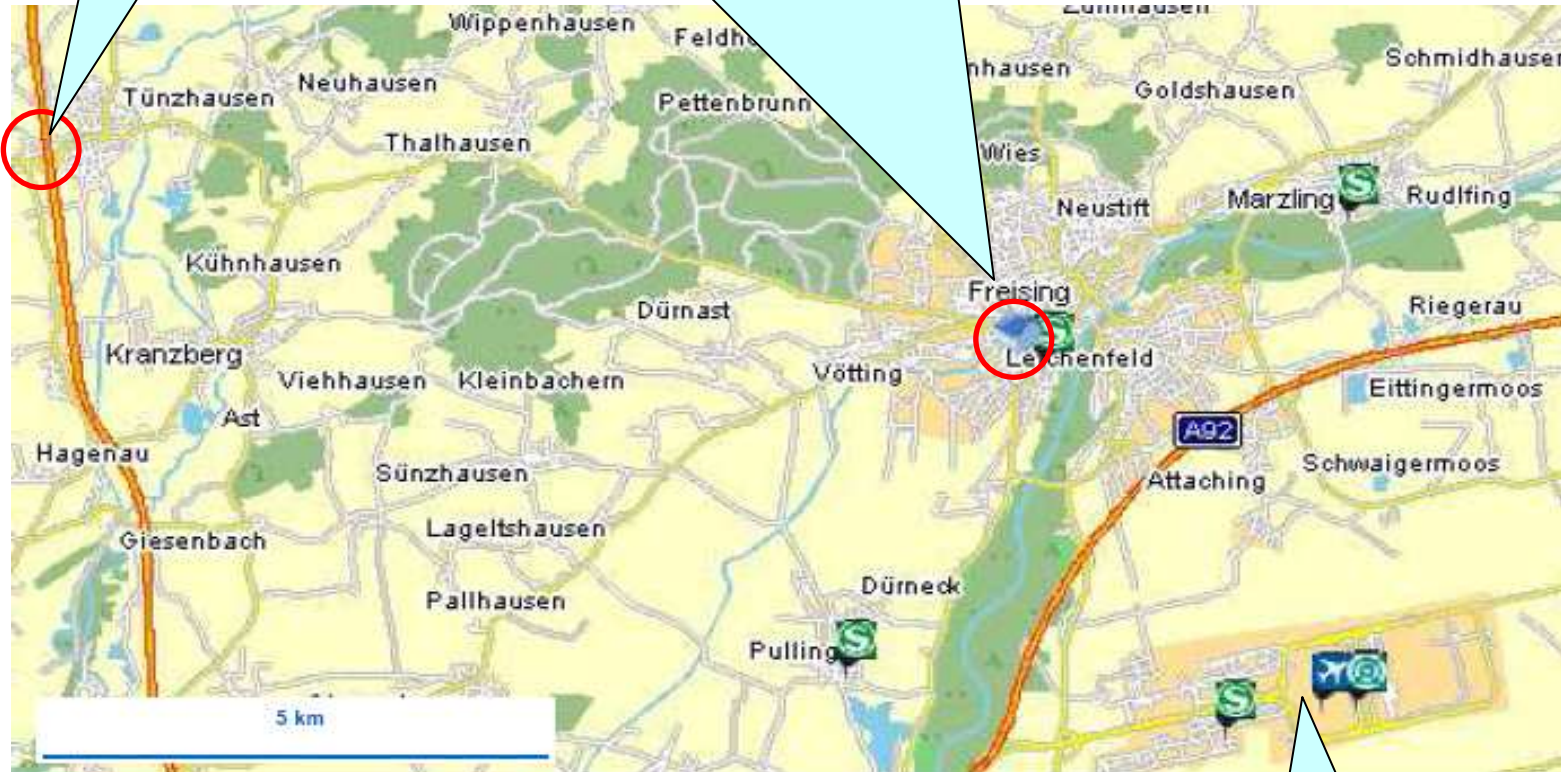 Wippenhausen
Schmidhausen
Neuhausen
nhausen
Goldshausen
Tünzhausen
Pettenbrunn
Thalhausen
Wies
Marzling
S
Rudlfing
Neustift
Kühnhausen
Freising
Dürnast
Riegerau
S
Kranzberg
Lerchenfeld
Vötting
Viehhausen
Kleinbachern
Eittingermoos
Ast
A92
Hagenau
Schwaigermoos
Sünzhausen
Attaching
Lageltshausen
Giesenbach
Dürneck
Pallhausen
Pulling
S
S
5 km